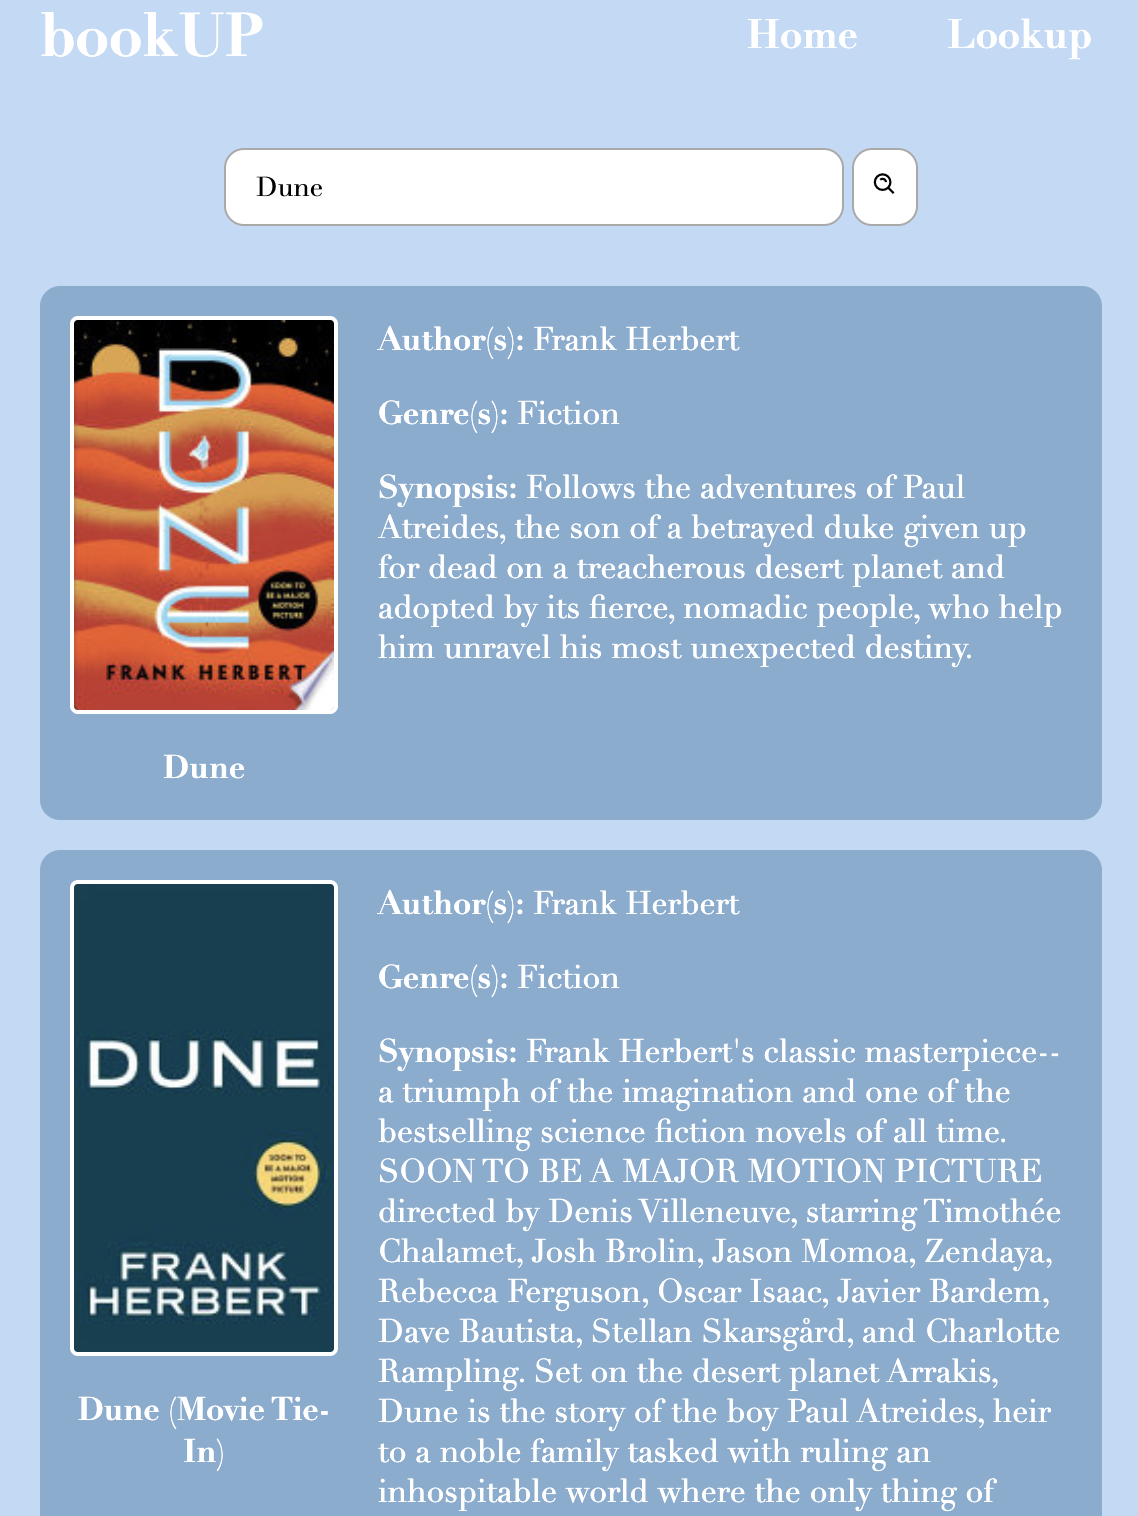 bookUP
Home
Lookup
Dune
DUNE
SOON TO
BE A MAJOR
MOTION
PICTURE
FRANK HERBERT
Dune
Author(s): Frank Herbert
Genre(s): Fiction
Synopsis: Follows the adventures of Paul
Atreides, the son of a betrayed duke given up
for dead on a treacherous desert planet and
adopted by its fierce, nomadic people, who help
him unravel his most unexpected destiny.
DUNE
SOON TO
BE A MAJOR
MOTION
PICTURE
FRANK
HERBERT
Dune (Movie Tie-
In)
Author(s): Frank Herbert
Genre(s): Fiction
Synopsis: Frank Herbert's classic masterpiece--
a triumph of the imagination and one of the
bestselling science fiction novels of all time.
SOON TO BE A MAJOR MOTION PICTURE
directed by Denis Villeneuve, starring Timothée
Chalamet, Josh Brolin, Jason Momoa, Zendaya,
Rebecca Ferguson, Oscar Isaac, Javier Bardem,
Dave Bautista, Stellan Skarsgård, and Charlotte
Rampling. Set on the desert planet Arrakis,
Dune is the story of the boy Paul Atreides, heir
to a noble family tasked with ruling an
inhospitable world where the only thing of